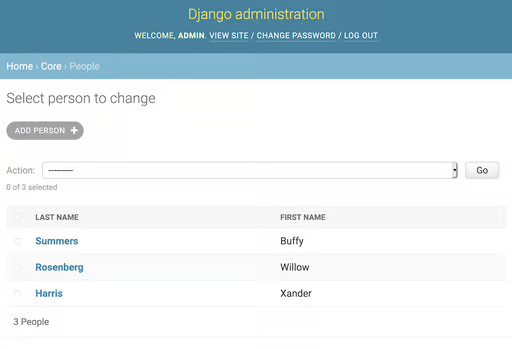 Django administration
WELCOME, ADMIN. VIEW SITE / CHANGE PASSWORD / LOG OUT
Home › Core › People
Select person to change
ADD PERSON +
Action: --------- Go
0 of 3 selected
LAST NAME FIRST NAME
Summers Buffy
Rosenberg Willow
Harris Xander
3 People